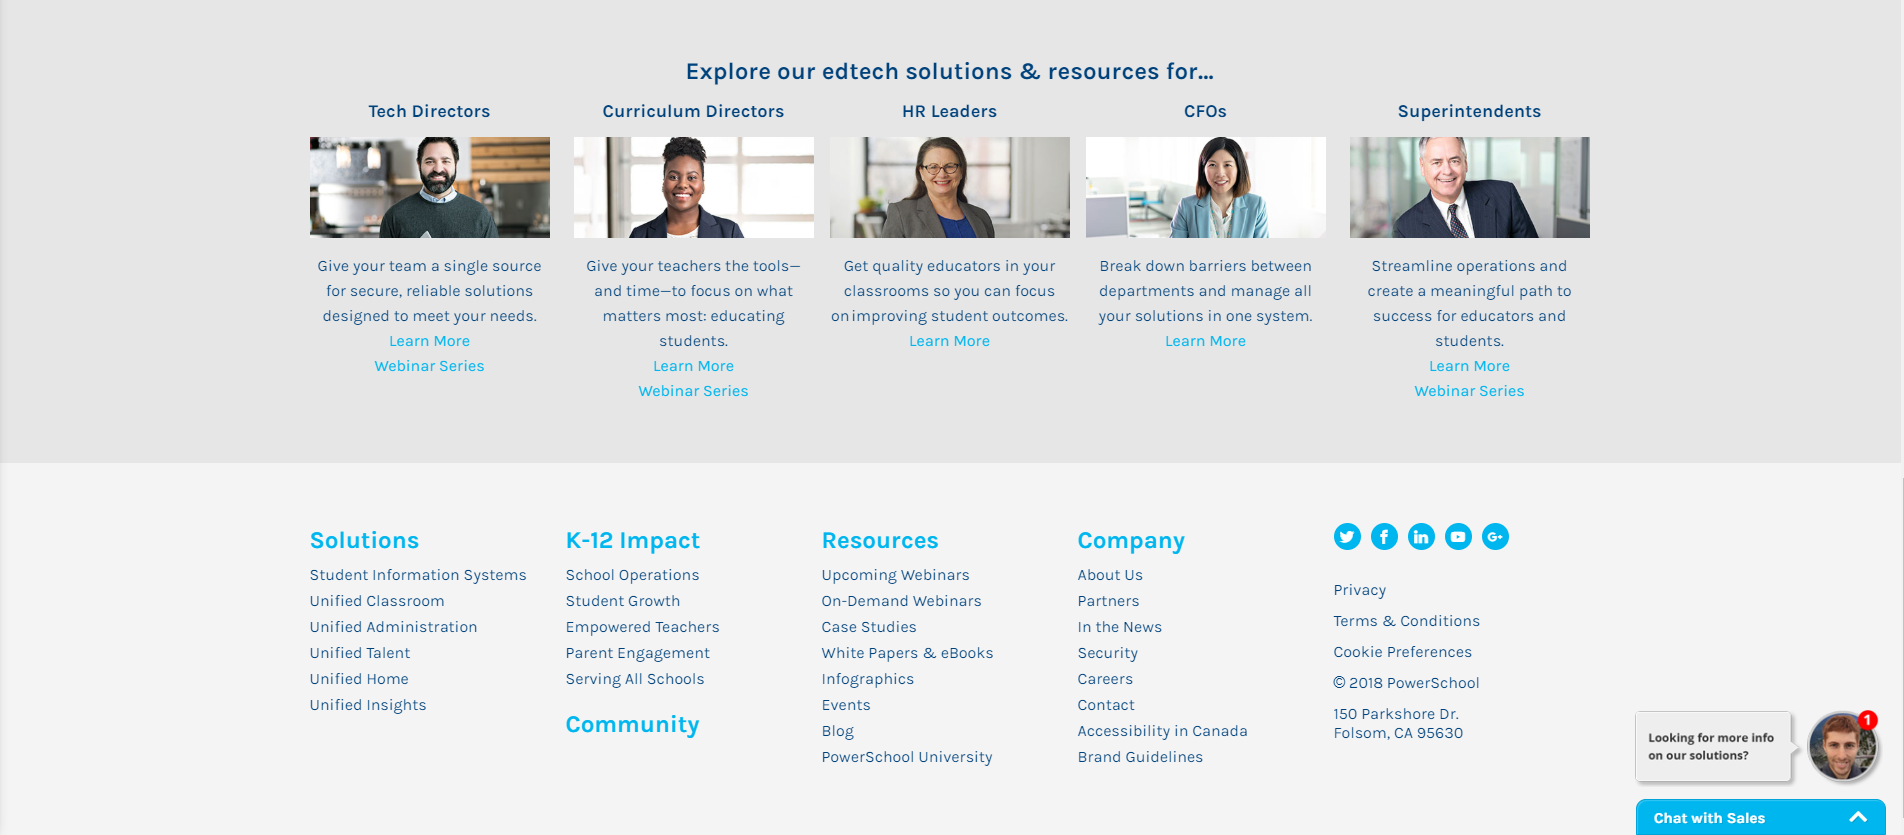 Explore our edtech solutions & resources for...
Tech Directors
Give your team a single source
for secure, reliable solutions
designed to meet your needs.
Learn More
Webinar Series
Curriculum Directors
Give your teachers the tools—
and time—to focus on what
matters most: educating
students.
Learn More
Webinar Series
HR Leaders
Get quality educators in your
classrooms so you can focus
on improving student outcomes.
Learn More
CFOs
Break down barriers between
departments and manage all
your solutions in one system.
Learn More
Superintendents
Streamline operations and
create a meaningful path to
success for educators and
students.
Learn More
Webinar Series
Solutions
Student Information Systems
Unified Classroom
Unified Administration
Unified Talent
Unified Home
Unified Insights
K-12 Impact
School Operations
Student Growth
Empowered Teachers
Parent Engagement
Serving All Schools
Community
Resources
Upcoming Webinars
On-Demand Webinars
Case Studies
White Papers & eBooks
Infographics
Events
Blog
PowerSchool University
Company
About Us
Partners
In the News
Security
Careers
Contact
Accessibility in Canada
Brand Guidelines
Privacy
Terms & Conditions
Cookie Preferences
© 2018 PowerSchool
150 Parkshore Dr.
Folsom, CA 95630
Looking for more info
on our solutions?
1
Chat with Sales